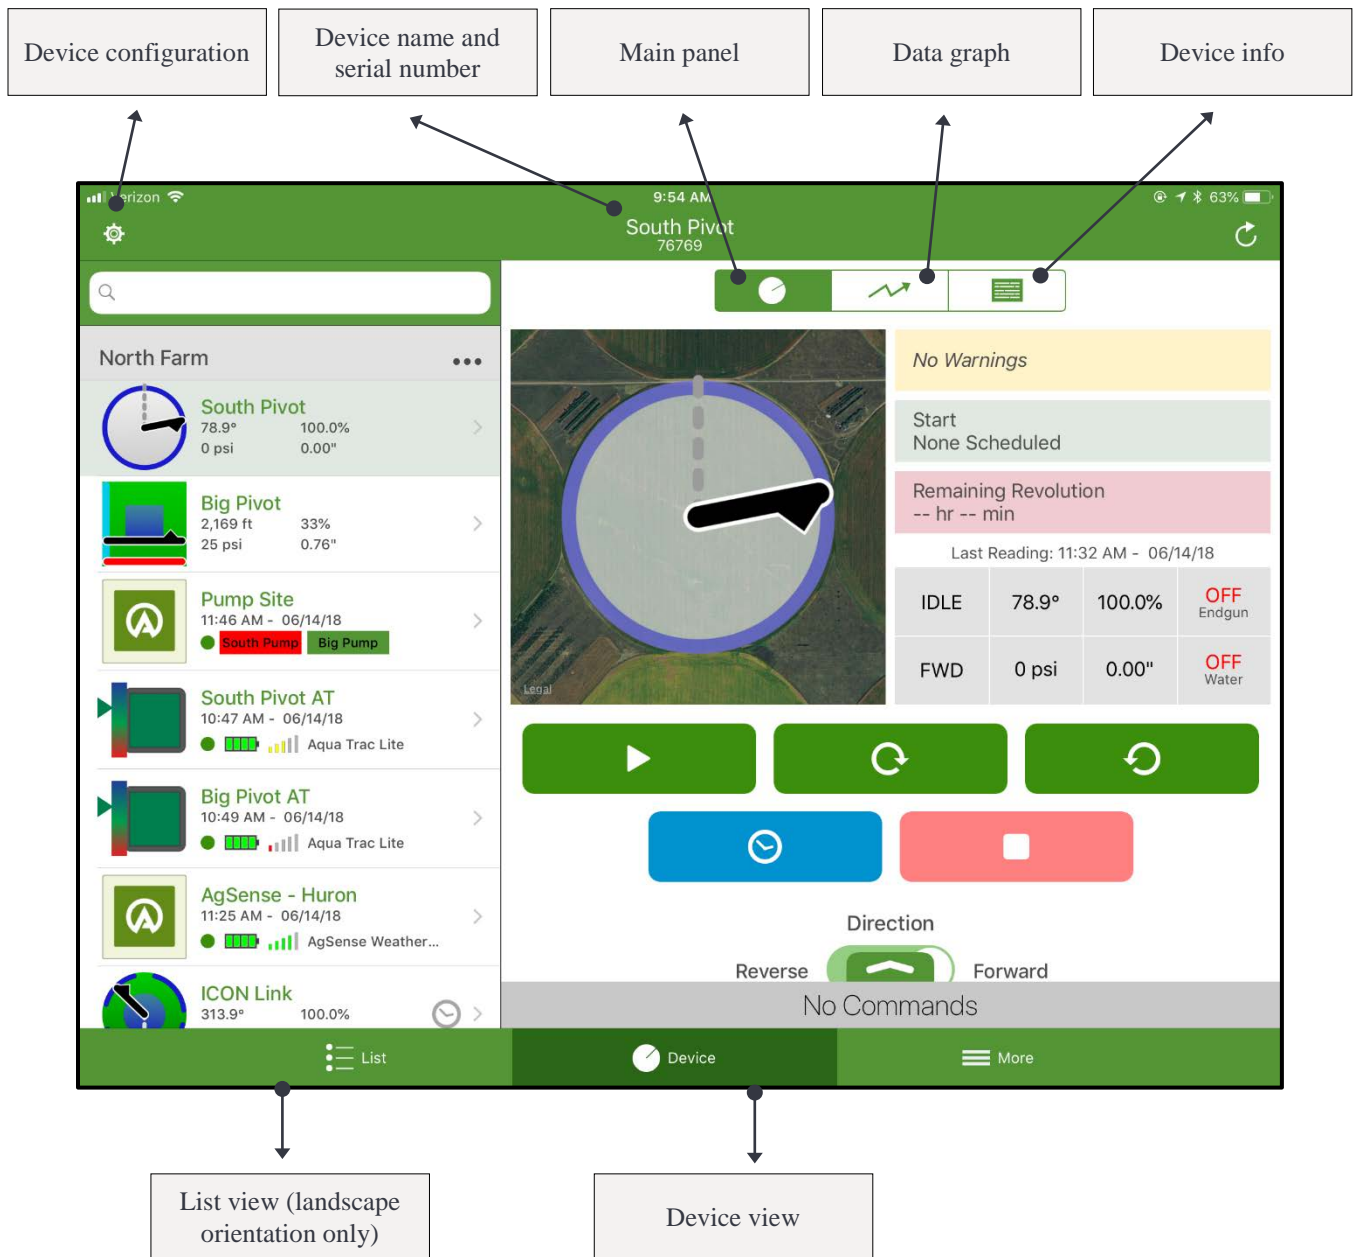 Device configuration
Device name and
serial number
Main panel
Data graph
Device info
Verizon
9:54 AM
63%
South Pivot
76769
North Farm
South Pivot
78.9° 100.0%
0 psi 0.00"
Big Pivot
2,169 ft 33%
25 psi 0.76"
Pump Site
11:46 AM - 06/14/18
South Pump Big Pump
South Pivot AT
10:47 AM - 06/14/18
Aqua Trac Lite
Big Pivot AT
10:49 AM - 06/14/18
Aqua Trac Lite
AgSense - Huron
11:25 AM - 06/14/18
AgSense Weather...
ICON Link
313.9° 100.0%
Legal
No Warnings
Start
None Scheduled
Remaining Revolution
-- hr -- min
Last Reading: 11:32 AM - 06/14/18
IDLE 78.9° 100.0% OFF
Endgun
FWD 0 psi 0.00" OFF
Water
Direction
Reverse Forward
No Commands
List
Device
More
List view (landscape
orientation only)
Device view